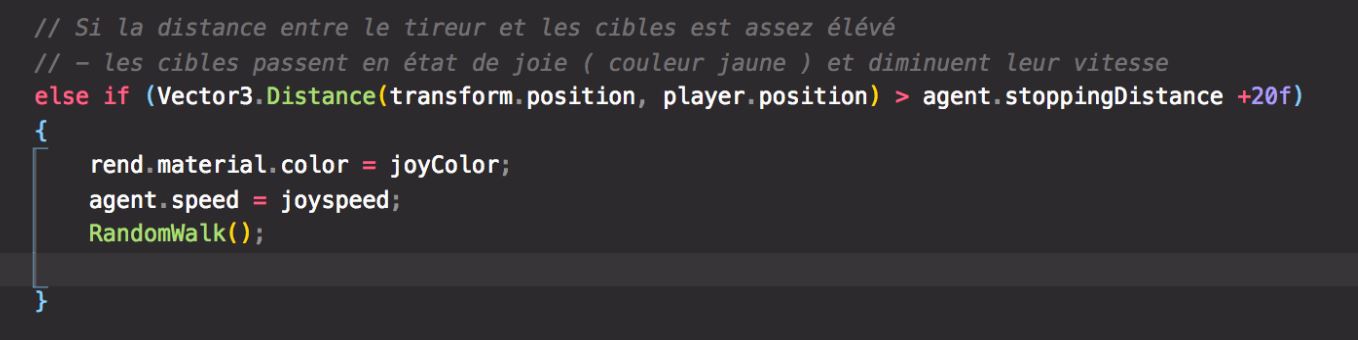 // Si la distance entre le tireur et les cibles est assez élévé
// – les cibles passent en état de joie ( couleur jaune ) et diminuent leur vitesse
else if (Vector3.Distance(transform.position, player.position) > agent.stoppingDistance +20f)
{
rend.material.color = joyColor;
agent.speed = joyspeed;
RandomWalk();
}